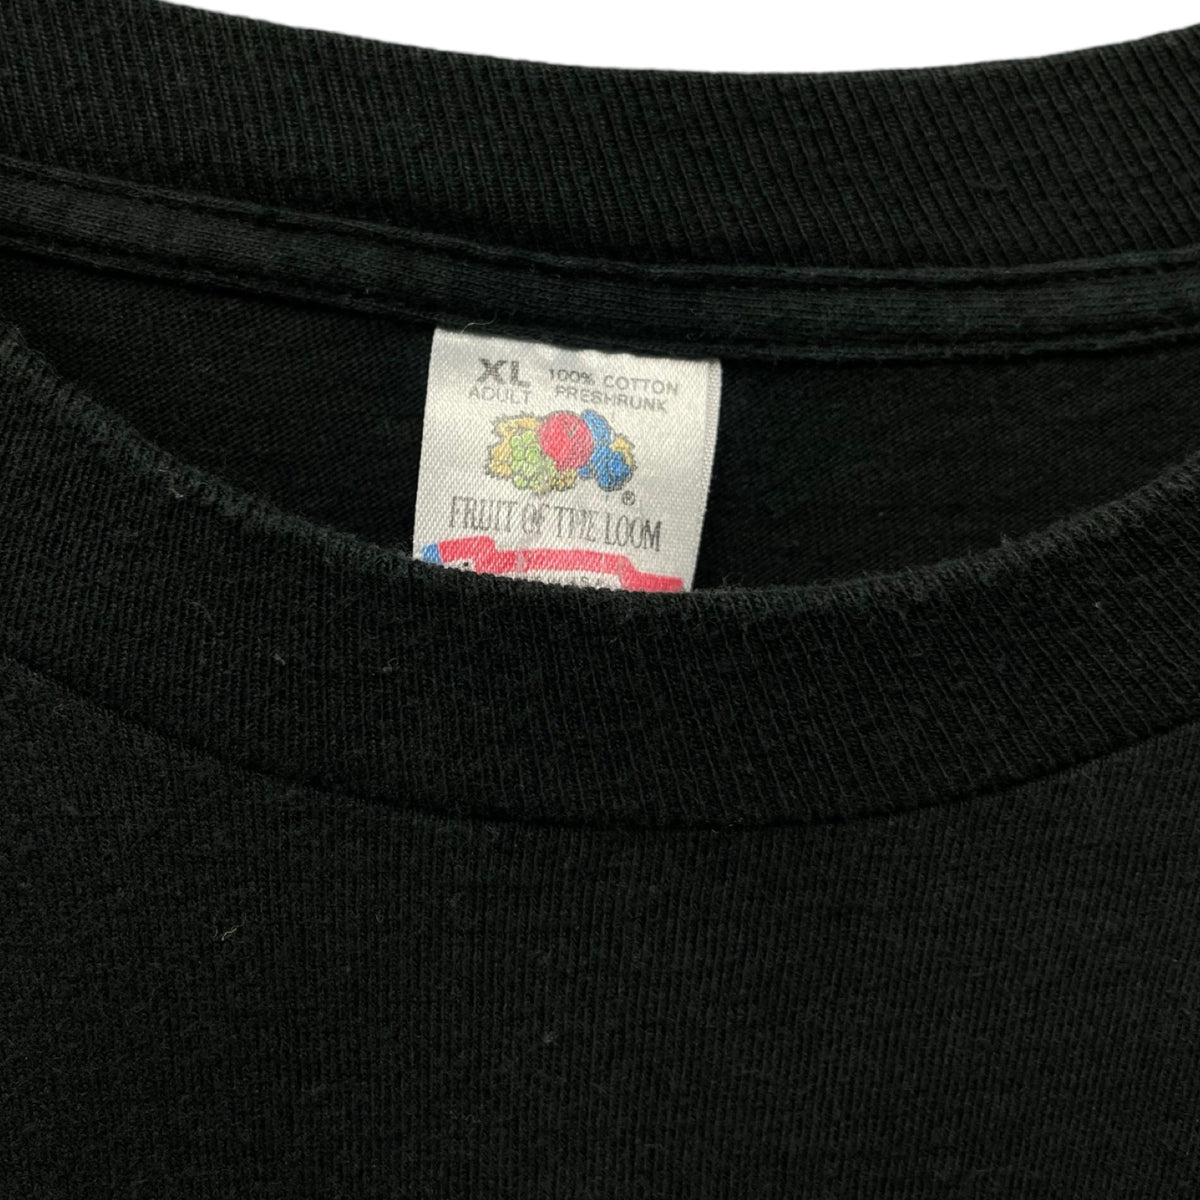 XL 100% COTTON
ADULT PRESHRUNK
®
FRUIT OF THE LOOM